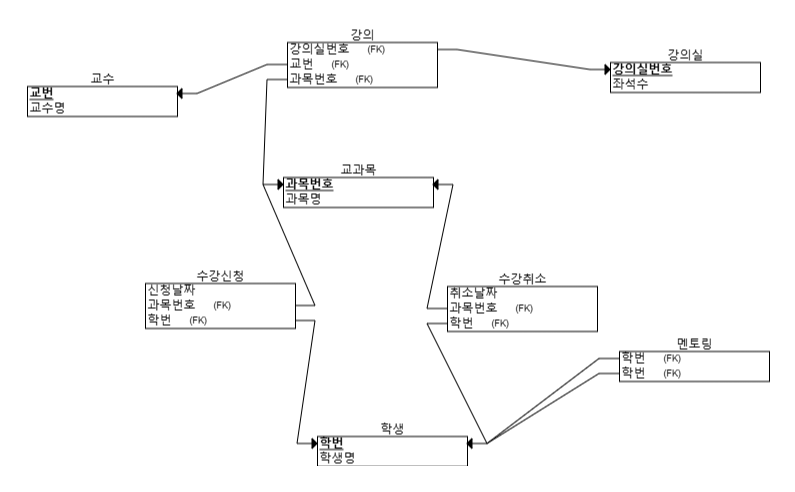 강의
강의실번호 (FK)
교번 (FK)
과목번호 (FK)
강의실
강의실번호
좌석수
교수
교번
교수명
교과목
과목번호
과목명
수강신청
신청날짜
과목번호 (FK)
학번 (FK)
수강취소
취소날짜
과목번호 (FK)
학번 (FK)
멘토링
학번 (FK)
학번 (FK)
학생
학번
학생명